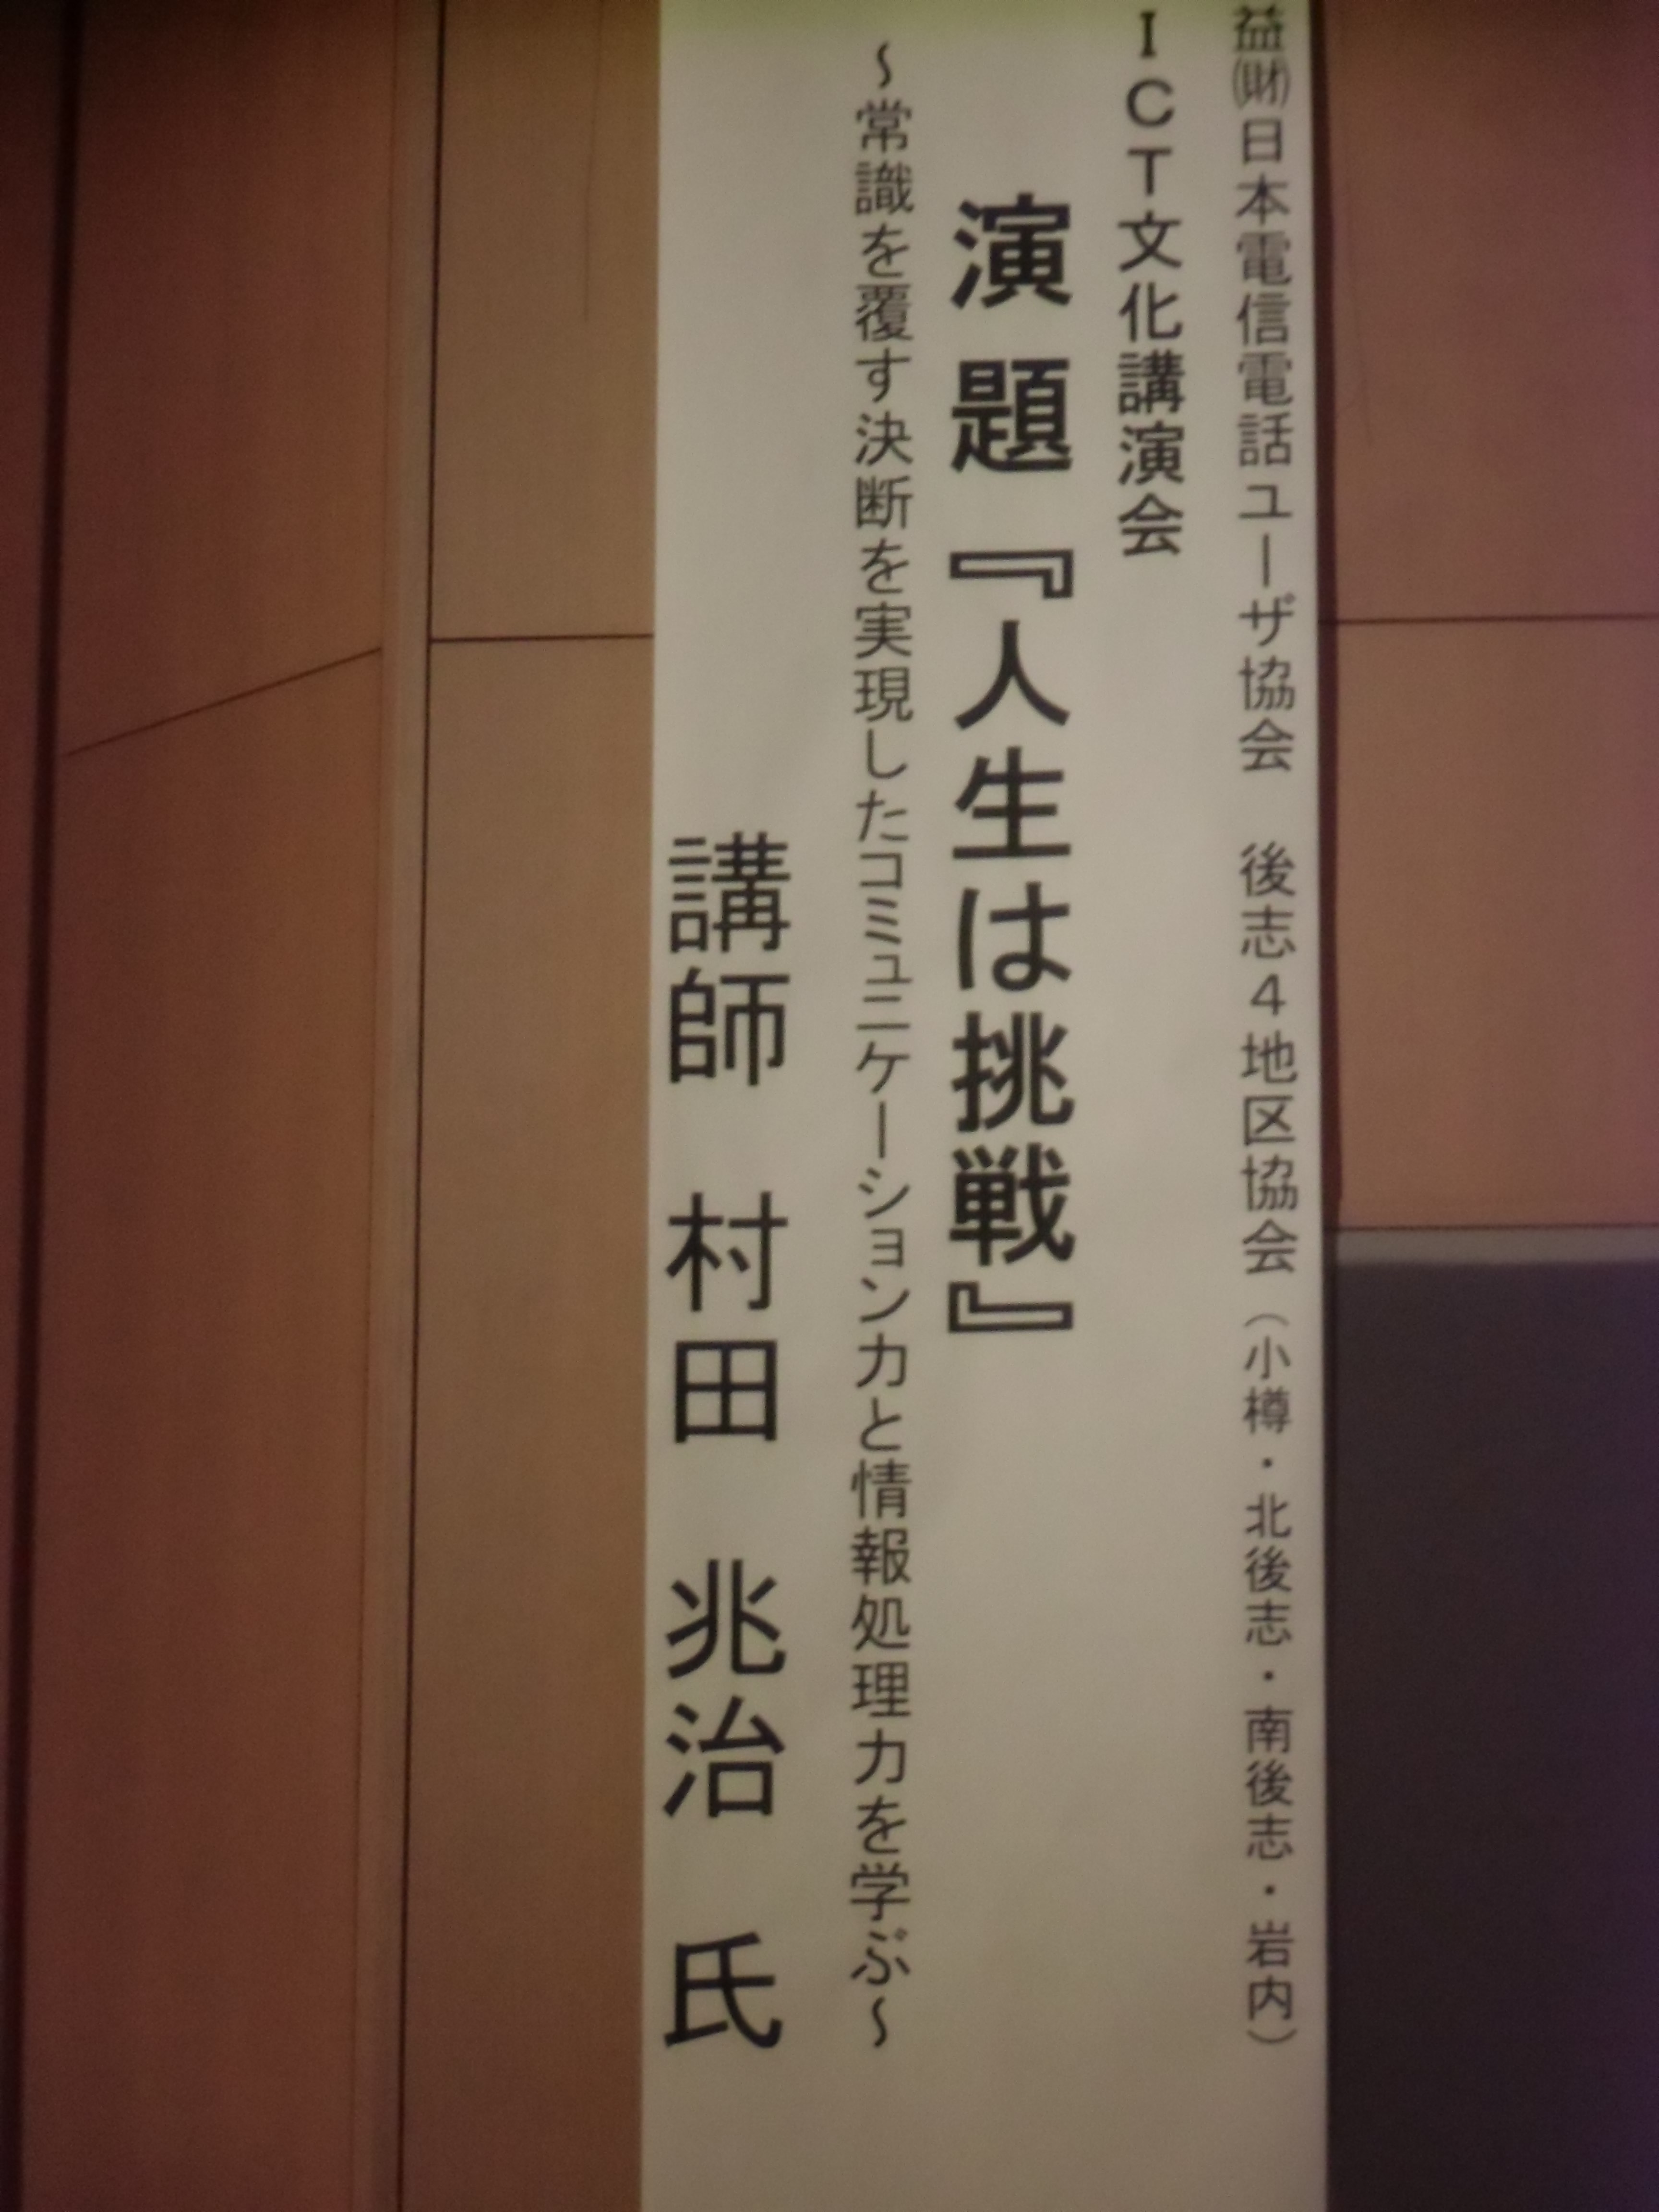 益㈶日本電信電話ユーザ協会　後志４地区協会（小樽・北後志・南後志・岩内）
ＩＣＴ文化講演会
演題『人生は挑戦』
～常識を覆す決断を実現したコミュニケーション力と情報処理力を学ぶ～
講師　村田　兆治　氏